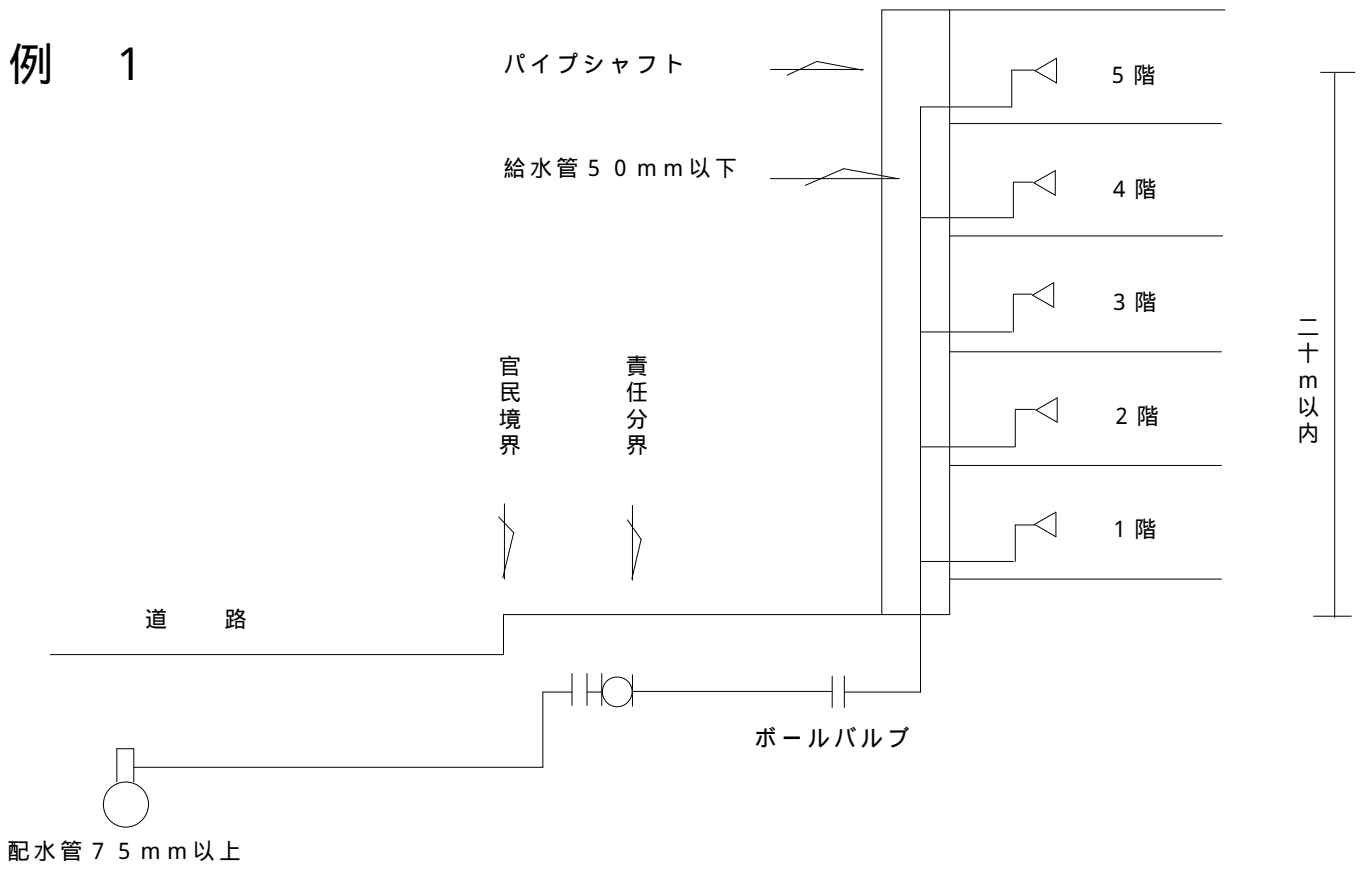 例　1
パイプシャフト
給水管５０ｍｍ以下
5 階
4 階
3 階
2 階
1 階
二十ｍ以内
官民境界
責任分界
道　路
ボールバルブ
配水管７５ｍｍ以上